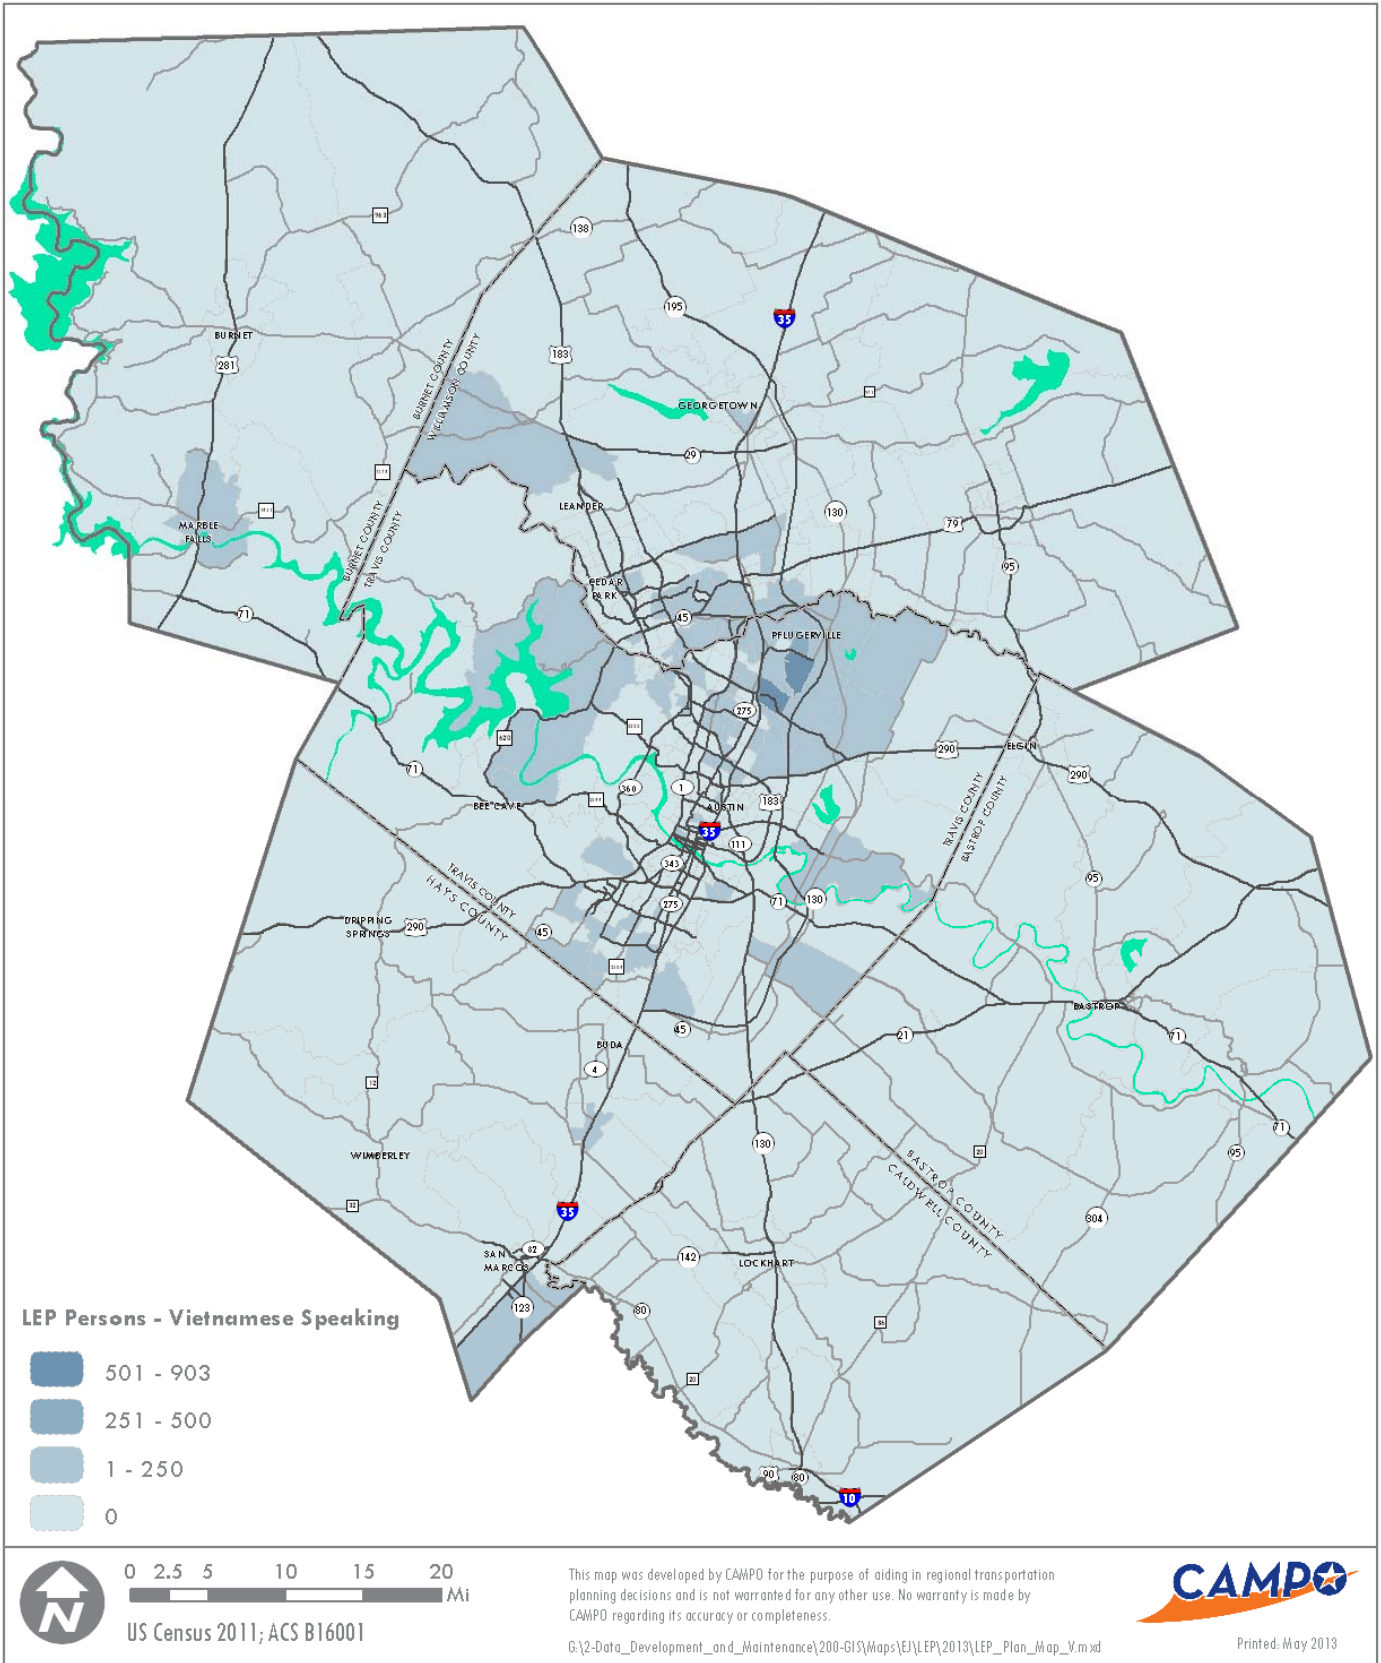 963
138
195
35
BURNET
281
183
BURNET COUNTY
WILLIAMSON COUNTY
GEORGETOWN
29
LEANDER
130
79
95
MARBLE
FALLS
BURNET COUNTY
TRAVIS COUNTY
71
CEDAR
PARK
45
PFLUGERVILLE
275
620
290
ELGIN
290
71
360
1
183
BEE CAVE
AUSTIN
35
111
343
TRAVIS COUNTY
BASTROP COUNTY
95
TRAVIS COUNTY
HAYS COUNTY
275
71
130
DRIPPING
SPRINGS
290
45
BASTROP
45
21
71
BUDA
4
12
130
WIMBERLEY
20
BASTROP COUNTY
CALDWELL COUNTY
71
95
32
35
304
SAN
MARCOS
82
142
LOCKHART
123
80
86
20
90
80
10
LEP Persons - Vietnamese Speaking
501 - 903
251 - 500
1 - 250
0
N
0 2.5 5 10 15 20
Mi
US Census 2011; ACS B16001
This map was developed by CAMPO for the purpose of aiding in regional transportation
planning decisions and is not warranted for any other use. No warranty is made by
CAMPO regarding its accuracy or completeness.
G:\2-Data_Development_and_Maintenance\200-GIS\Maps\EJ\LEP\2013\LEP_Plan_Map_V.mxd
CAMPO
Printed: May 2013